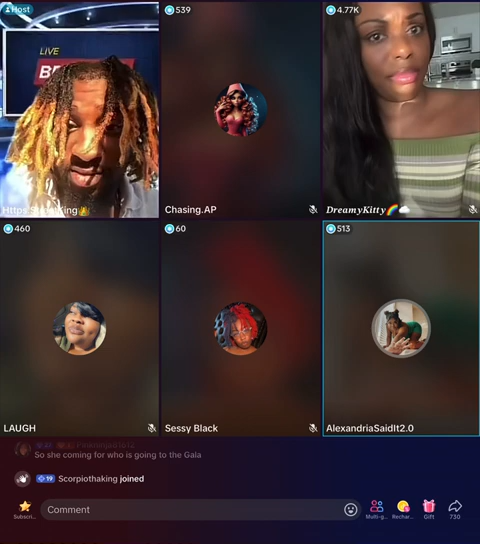 Host
539
4.77K
LIVE
Chasing.AP
DreamyKitty🌈☁️
460
60
513
LAUGH
Sessy Black
AlexandriaSaidIt2.0
So she coming for who is going to the Gala
19 Scorpiothaking joined
Subscri...
Comment
Multi-g...
Rechar...
Gift
730